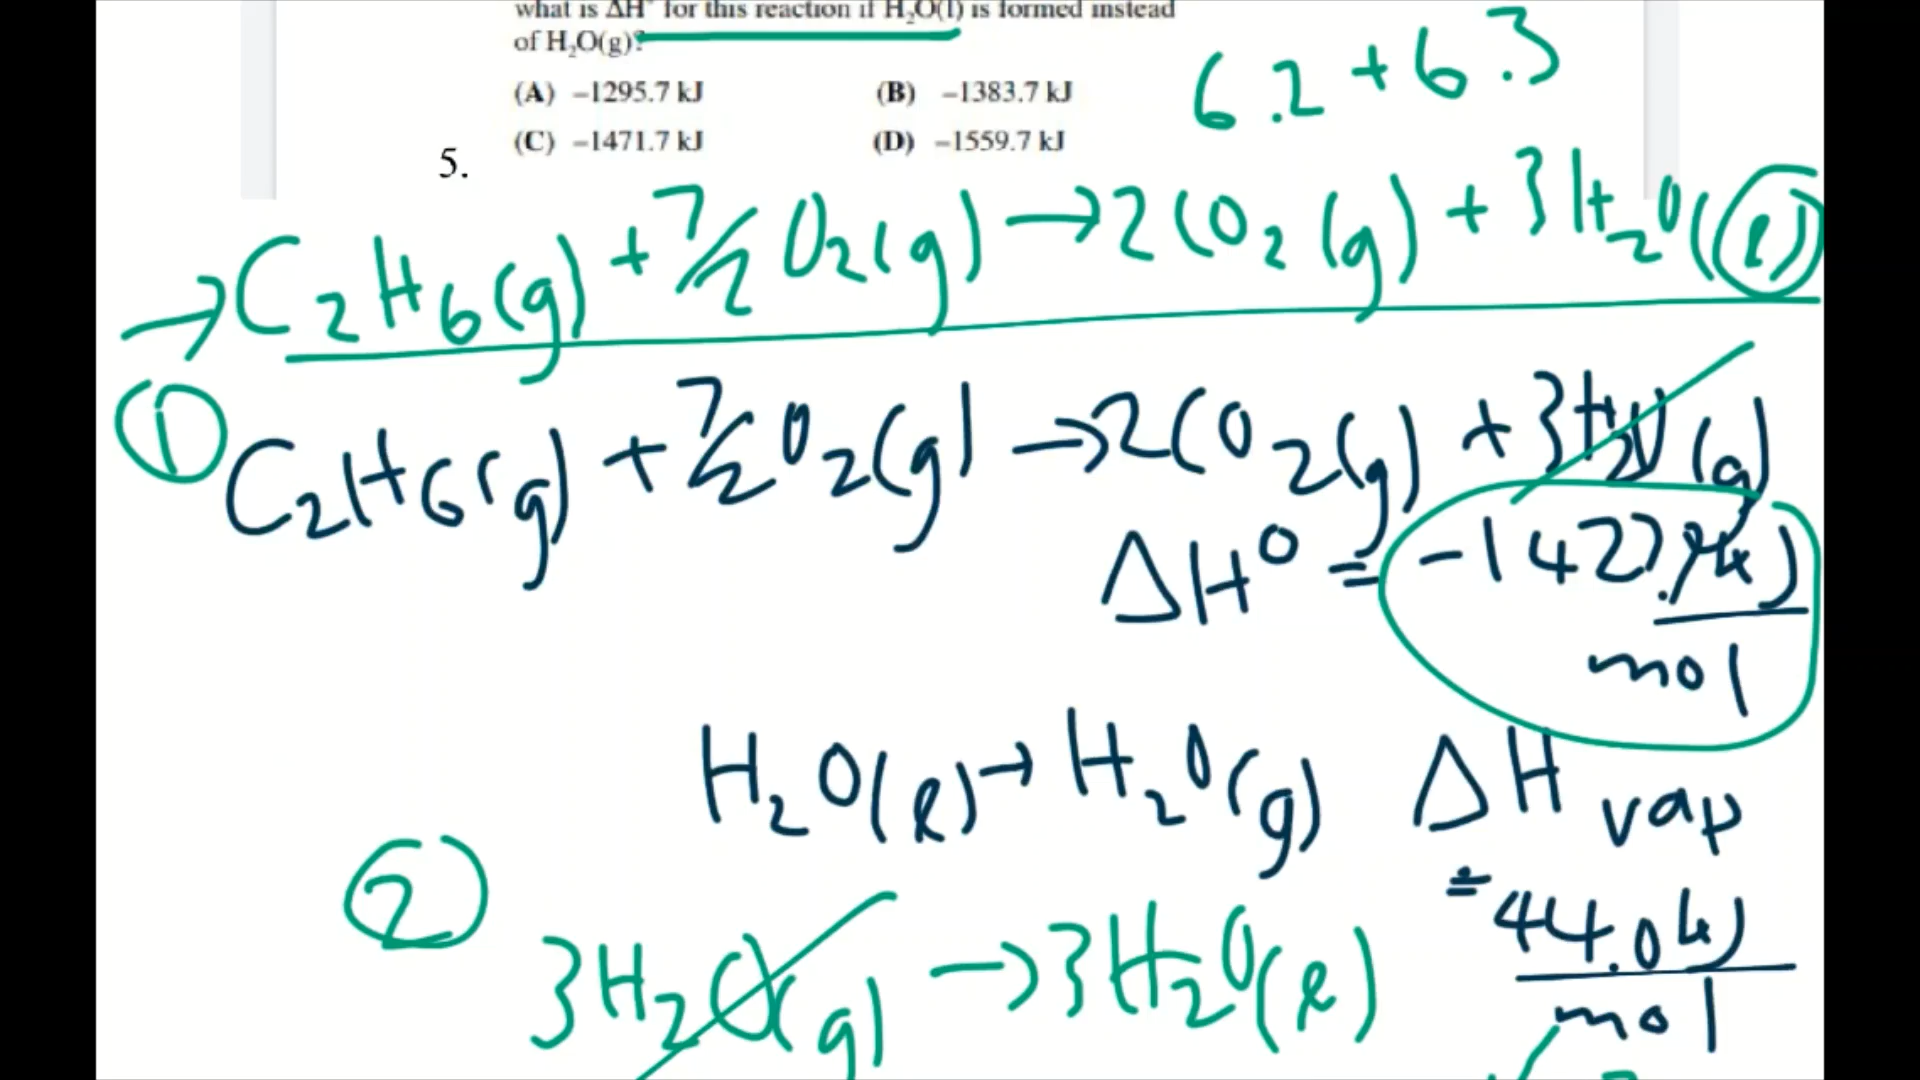 what is ΔH° for this reaction if H₂O(l) is formed instead
of H₂O(g)?
(A) –1295.7 kJ (B) –1383.7 kJ
(C) –1471.7 kJ (D) –1559.7 kJ
5.
6.2 + 6.3
→ C₂H₆(g) + 7/2 O₂(g) → 2CO₂(g) + 3H₂O(l)
① C₂H₆(g) + 7/2 O₂(g) → 2CO₂(g) + 3H₂O(g)
ΔH° = -1427.7 kJ/mol
H₂O(l) → H₂O(g) ΔH vap
= 44.0 kJ/mol
② 3H₂O(g) → 3H₂O(l)